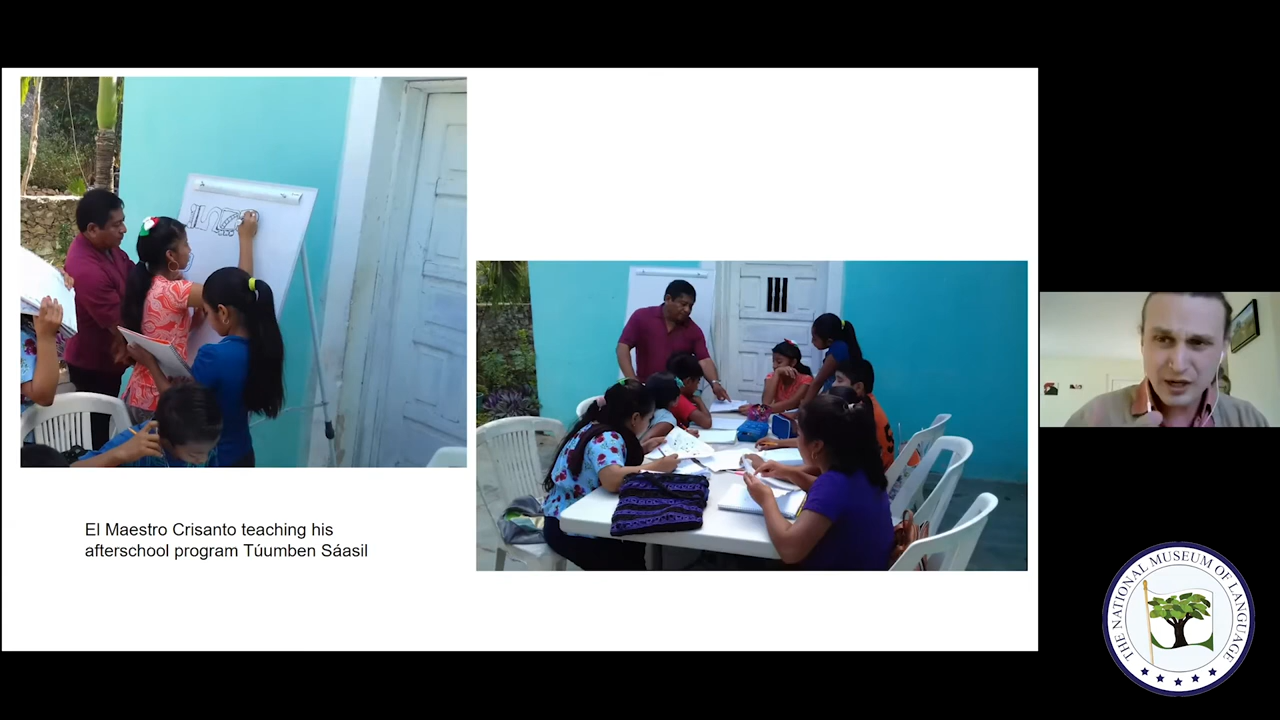 El Maestro Crisanto teaching his
afterschool program Túumben Sáasil
THE NATIONAL MUSEUM OF LANGUAGE